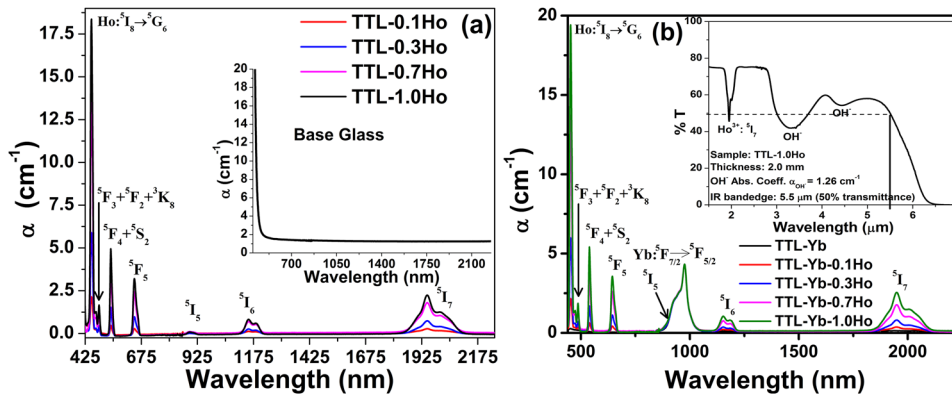 (a)
Ho:⁵I₈→⁵G₆
TTL-0.1Ho
TTL-0.3Ho
TTL-0.7Ho
TTL-1.0Ho
17.5
15.0
12.5
10.0
7.5
5.0
2.5
0.0
α (cm⁻¹)
⁵F₃+⁵F₂+³K₈
⁵F₄+⁵S₂
⁵F₅
⁵I₅
⁵I₆
⁵I₇
20
18
16
14
12
10
8
6
4
2
0
α (cm⁻¹)
Base Glass
700 1050 1400 1750 2100
Wavelength (nm)
425 675 925 1175 1425 1675 1925 2175
Wavelength (nm)
(b)
Ho:⁵I₈→⁵G₆
20
15
10
5
0
α (cm⁻¹)
⁵F₃+⁵F₂+³K₈
⁵F₄+⁵S₂
⁵F₅
Yb:⁵F₇/₂→⁵F₅/₂
⁵I₅
⁵I₆
⁵I₇
100
80
60
40
20
0
% T
Ho³⁺: ⁵I₇
OH⁻
OH⁻
Sample: TTL-1.0Ho
Thickness: 2.0 mm
OH⁻ Abs. Coeff. α_OH = 1.26 cm⁻¹
IR bandedge: 5.5 μm (50% transmittance)
2 3 4 5 6
Wavelength (μm)
TTL-Yb
TTL-Yb-0.1Ho
TTL-Yb-0.3Ho
TTL-Yb-0.7Ho
TTL-Yb-1.0Ho
500 1000 1500 2000
Wavelength (nm)